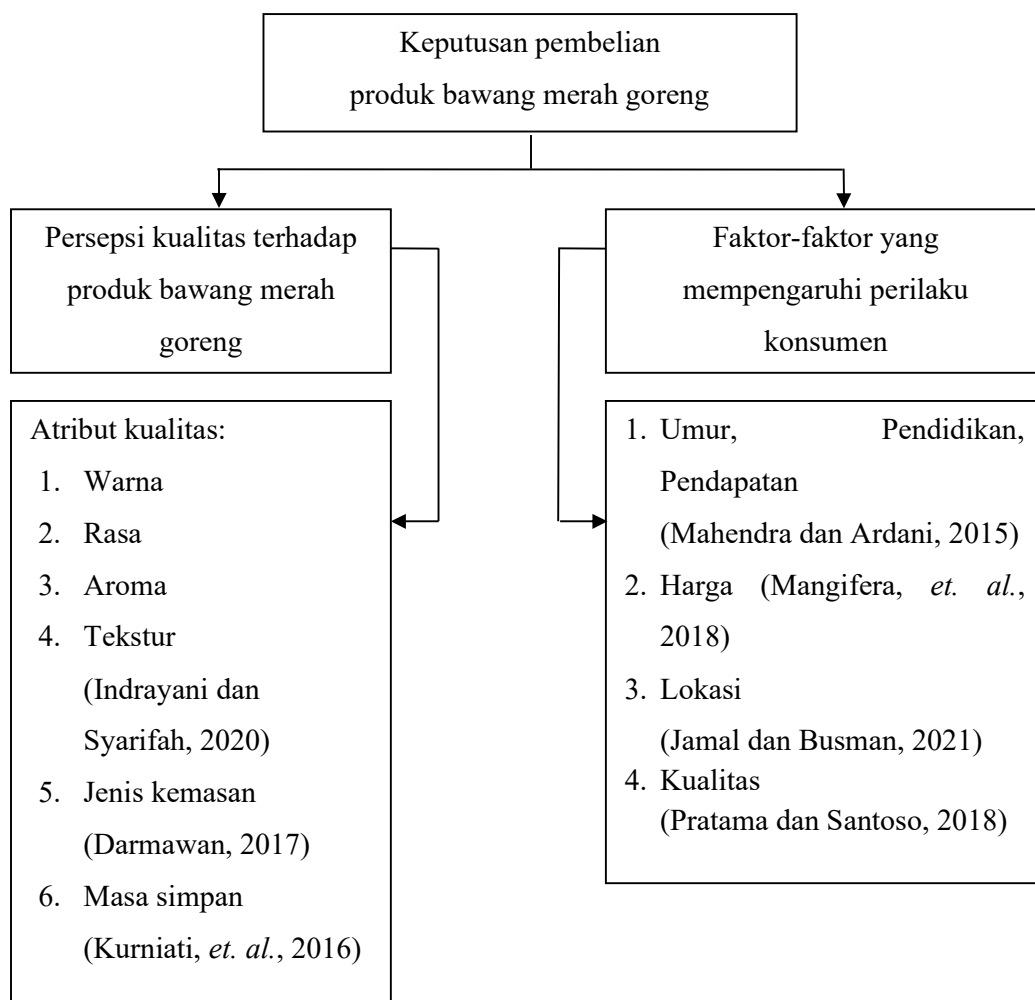 Keputusan pembelian
produk bawang merah goreng
Persepsi kualitas terhadap
produk bawang merah
goreng
Faktor-faktor yang
mempengaruhi perilaku
konsumen
Atribut kualitas:
1. Warna
2. Rasa
3. Aroma
4. Tekstur
(Indrayani dan
Syarifah, 2020)
5. Jenis kemasan
(Darmawan, 2017)
6. Masa simpan
(Kurniati, et. al., 2016)
1. Umur, Pendidikan,
Pendapatan
(Mahendra dan Ardani, 2015)
2. Harga (Mangifera, et. al.,
2018)
3. Lokasi
(Jamal dan Busman, 2021)
4. Kualitas
(Pratama dan Santoso, 2018)